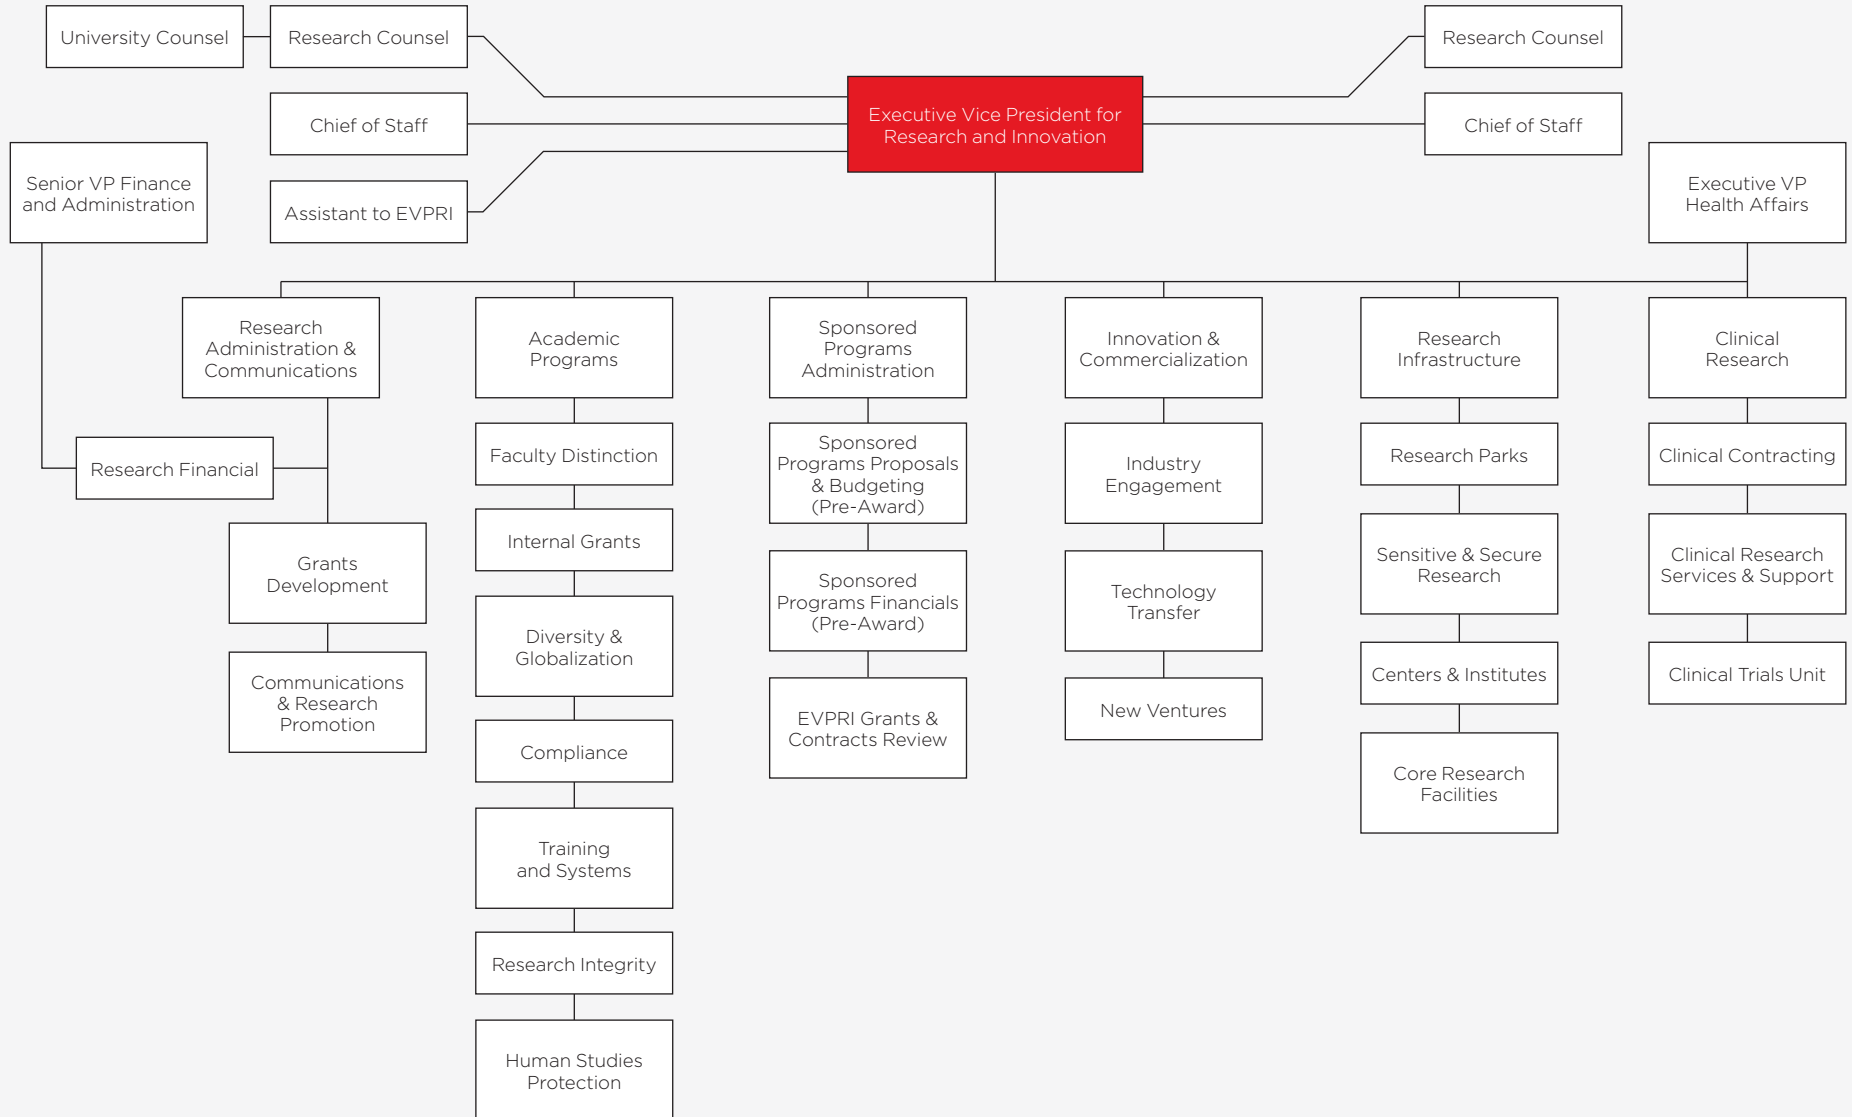 University Counsel
Research Counsel
Research Counsel
Executive Vice President for
Research and Innovation
Chief of Staff
Chief of Staff
Senior VP Finance
and Administration
Assistant to EVPRI
Executive VP
Health Affairs
Research
Administration &
Communications
Academic
Programs
Sponsored
Programs
Administration
Innovation &
Commercialization
Research
Infrastructure
Clinical
Research
Research Financial
Grants
Development
Communications
& Research
Promotion
Faculty Distinction
Internal Grants
Diversity &
Globalization
Compliance
Training
and Systems
Research Integrity
Human Studies
Protection
Sponsored
Programs Proposals
& Budgeting
(Pre-Award)
Sponsored
Programs Financials
(Pre-Award)
EVPRI Grants &
Contracts Review
Industry
Engagement
Technology
Transfer
New Ventures
Research Parks
Sensitive & Secure
Research
Centers & Institutes
Core Research
Facilities
Clinical Contracting
Clinical Research
Services & Support
Clinical Trials Unit